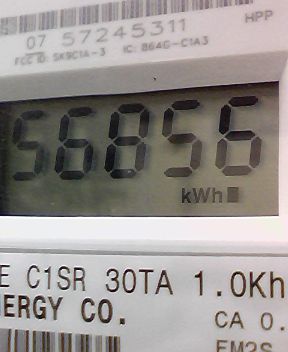 HPP
07 57245311
FCC ID: SK9C1A-3 IC: 864G-C1A3
56856
kWh
E C1SR 30TA 1.0Kh
ERGY CO.
CA 0.
EM2S